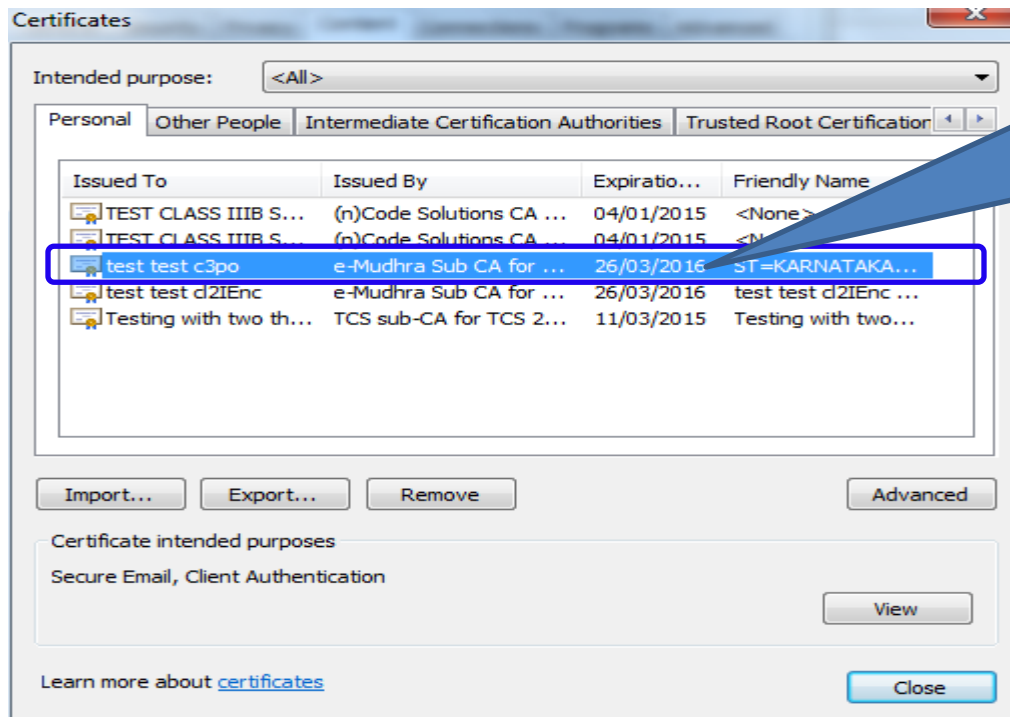 Certificates
Intended purpose: <All>
Personal Other People Intermediate Certification Authorities Trusted Root Certification
Issued To Issued By Expiratio... Friendly Name
TEST CLASS IIIB S... (n)Code Solutions CA ... 04/01/2015 <None>
TEST CLASS IIIB S... (n)Code Solutions CA ... 04/01/2015
test test c3po e-Mudhra Sub CA for ... 26/03/2016 ST=KARNATAKA...
test test cl2IEnc e-Mudhra Sub CA for ... 26/03/2016 test test cl2IEnc ...
Testing with two th... TCS sub-CA for TCS 2... 11/03/2015 Testing with two...
Import... Export... Remove Advanced
Certificate intended purposes
Secure Email, Client Authentication
View
Learn more about certificates
Close